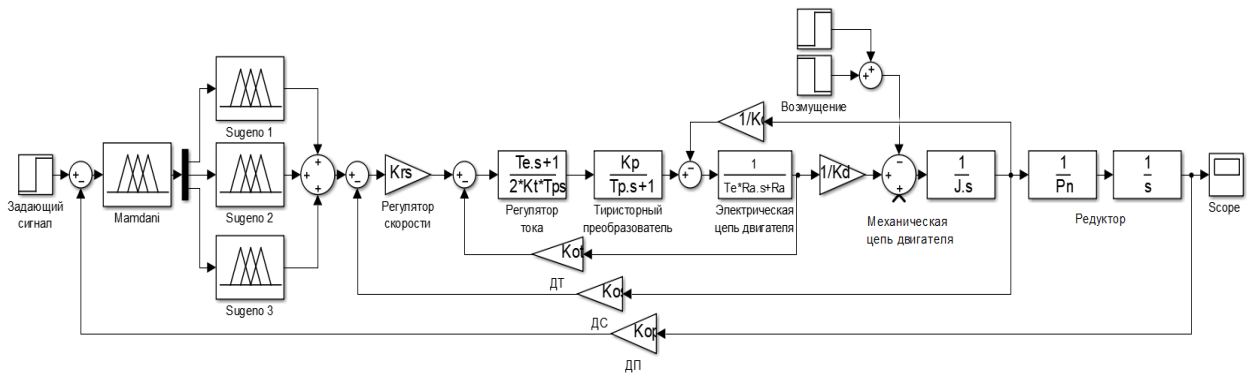 Возмущение
Sugeno 1
1/K
Задающий
сигнал
Mamdani
Sugeno 2
Krs
Регулятор
скорости
Te.s+1
2*Kt*Tps
Регулятор
тока
Kp
Tp.s+1
Тиристорный
преобразователь
1
Te*Ra.s+Ra
Электрическая
цепь двигателя
1/Kd
Механическая
цепь двигателя
1
J.s
1
Pn
Редуктор
1
s
Scope
Sugeno 3
Kot
ДТ
Kos
ДС
Kop
ДП